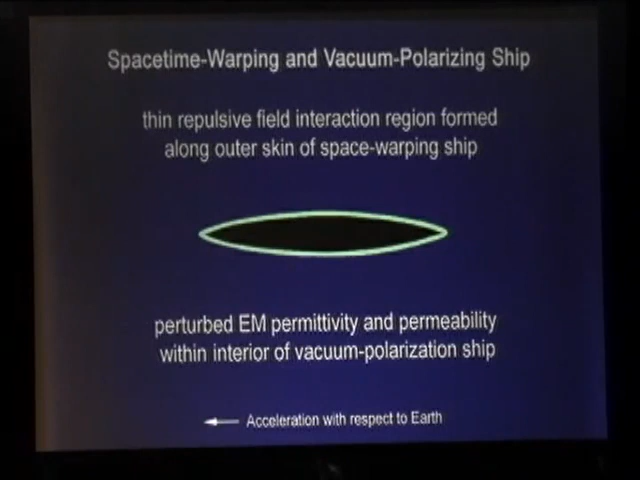 Spacetime-Warping and Vacuum-Polarizing Ship
thin repulsive field interaction region formed
along outer skin of space-warping ship
perturbed EM permittivity and permeability
within interior of vacuum-polarization ship
Acceleration with respect to Earth